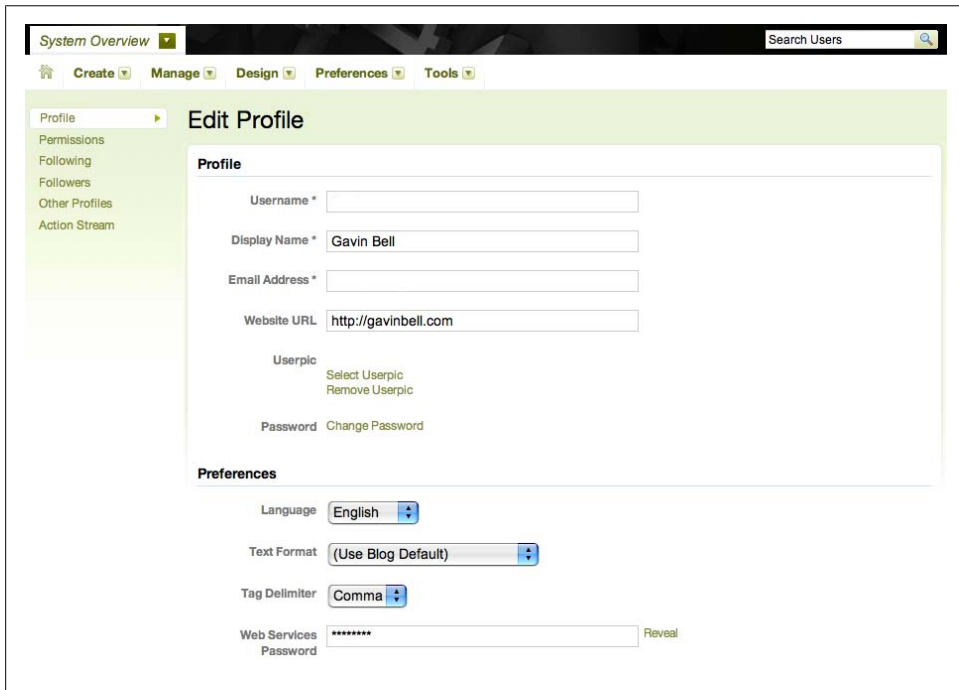 System Overview
Search Users
Create Manage Design Preferences Tools
Profile
Permissions
Following
Followers
Other Profiles
Action Stream
Edit Profile
Profile
Username *
Display Name * Gavin Bell
Email Address *
Website URL http://gavinbell.com
Userpic
Select Userpic
Remove Userpic
Password Change Password
Preferences
Language English
Text Format (Use Blog Default)
Tag Delimiter Comma
Web Services ******** Reveal
Password